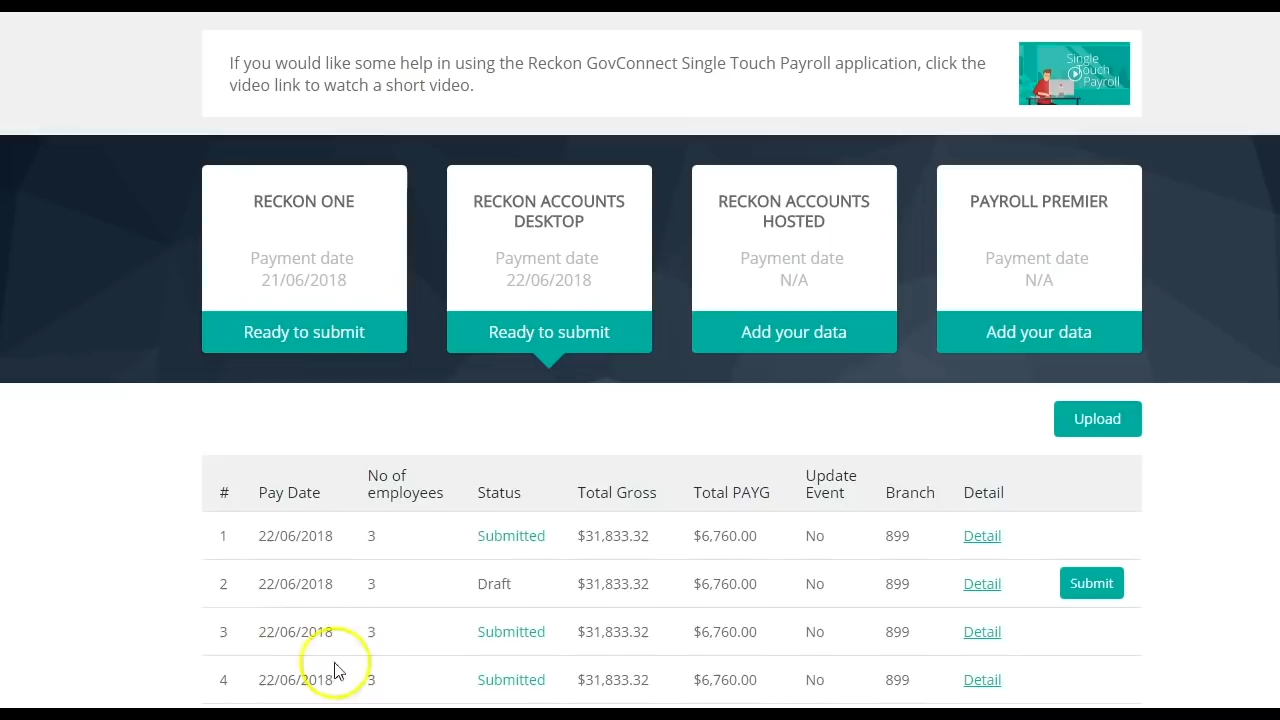 If you would like some help in using the Reckon GovConnect Single Touch Payroll application, click the
video link to watch a short video.
Single
Touch
Payroll
RECKON ONE
Payment date
21/06/2018
Ready to submit
RECKON ACCOUNTS
DESKTOP
Payment date
22/06/2018
Ready to submit
RECKON ACCOUNTS
HOSTED
Payment date
N/A
Add your data
PAYROLL PREMIER
Payment date
N/A
Add your data
Upload
# Pay Date No of employees Status Total Gross Total PAYG Update Event Branch Detail
1 22/06/2018 3 Submitted $31,833.32 $6,760.00 No 899 Detail
2 22/06/2018 3 Draft $31,833.32 $6,760.00 No 899 Detail Submit
3 22/06/2018 3 Submitted $31,833.32 $6,760.00 No 899 Detail
4 22/06/2018 3 Submitted $31,833.32 $6,760.00 No 899 Detail